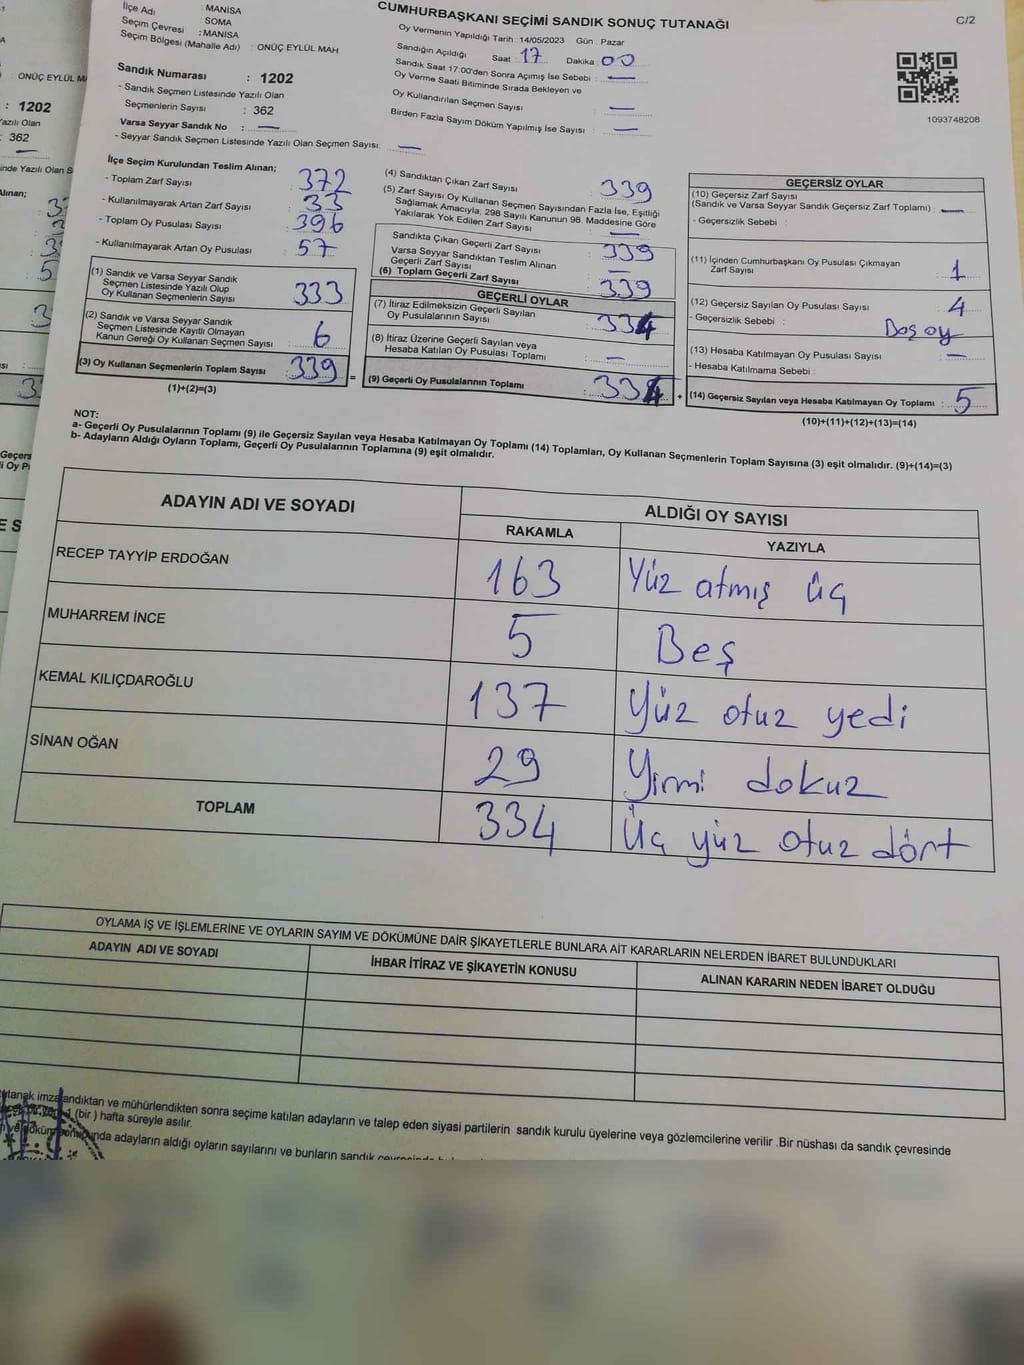 CUMHURBAŞKANI SEÇİMİ SANDIK SONUÇ TUTANAĞI
C/2
İlçe Adı : MANİSA
Seçim Çevresi : SOMA
: MANİSA
Seçim Bölgesi (Mahalle Adı) : ONÜÇ EYLÜL MAH
Sandık Numarası : 1202
- Sandık Seçmen Listesinde Yazılı Olan
Seçmenlerin Sayısı : 362
Varsa Seyyar Sandık No : —
- Seyyar Sandık Seçmen Listesinde Yazılı Olan Seçmen Sayısı: —
Oy Vermenin Yapıldığı Tarih : 14/05/2023 Gün : Pazar
Sandığın Açıldığı Saat : 17 Dakika : 00
Sandık Saat 17:00'den Sonra Açımış İse Sebebi : —
Oy Verme Saati Bitiminde Sırada Bekleyen ve
Oy Kullandırılan Seçmen Sayısı : —
Birden Fazla Sayım Döküm Yapılmış İse Sayısı : —
1093748208
İlçe Seçim Kurulundan Teslim Alınan;
- Toplam Zarf Sayısı : 372
- Kullanılmayarak Artan Zarf Sayısı : 33
- Toplam Oy Pusulası Sayısı : 396
- Kullanılmayarak Artan Oy Pusulası : 57
(1) Sandık ve Varsa Seyyar Sandık
Seçmen Listesinde Yazılı Olup
Oy Kullanan Seçmenlerin Sayısı : 333
(2) Sandık ve Varsa Seyyar Sandık
Seçmen Listesinde Kayıtlı Olmayan
Kanun Gereği Oy Kullanan Seçmen Sayısı : 6
(3) Oy Kullanan Seçmenlerin Toplam Sayısı : 339
(1)+(2)=(3)
=
(4) Sandıktan Çıkan Zarf Sayısı : 339
(5) Zarf Sayısı Oy Kullanan Seçmen Sayısından Fazla İse, Eşitliği
Sağlamak Amacıyla; 298 Sayılı Kanunun 98. Maddesine Göre
Yakılarak Yok Edilen Zarf Sayısı : —
Sandıkta Çıkan Geçerli Zarf Sayısı : 339
Varsa Seyyar Sandıktan Teslim Alınan
Geçerli Zarf Sayısı : —
(6) Toplam Geçerli Zarf Sayısı : 339
GEÇERLİ OYLAR
(7) İtiraz Edilmeksizin Geçerli Sayılan
Oy Pusulalarının Sayısı : 334
(8) İtiraz Üzerine Geçerli Sayılan veya
Hesaba Katılan Oy Pusulası Toplamı : —
(9) Geçerli Oy Pusulalarının Toplamı : 334
+
GEÇERSİZ OYLAR
(10) Geçersiz Zarf Sayısı
(Sandık ve Varsa Seyyar Sandık Geçersiz Zarf Toplamı) : —
- Geçersizlik Sebebi :
(11) İçinden Cumhurbaşkanı Oy Pusulası Çıkmayan
Zarf Sayısı : 1
(12) Geçersiz Sayılan Oy Pusulası Sayısı : 4
- Geçersizlik Sebebi : Boş oy
(13) Hesaba Katılmayan Oy Pusulası Sayısı : —
- Hesaba Katılmama Sebebi :
(14) Geçersiz Sayılan veya Hesaba Katılmayan Oy Toplamı : 5
(10)+(11)+(12)+(13)=(14)
NOT:
a- Geçerli Oy Pusulalarının Toplamı (9) ile Geçersiz Sayılan veya Hesaba Katılmayan Oy Toplamı (14) Toplamları, Oy Kullanan Seçmenlerin Toplam Sayısına (3) eşit olmalıdır. (9)+(14)=(3)
b- Adayların Aldığı Oyların Toplamı, Geçerli Oy Pusulalarının Toplamına (9) eşit olmalıdır.
ADAYIN ADI VE SOYADI ALDIĞI OY SAYISI
RAKAMLA YAZIYLA
RECEP TAYYİP ERDOĞAN 163 Yüz atmış üç
MUHARREM İNCE 5 Beş
KEMAL KILIÇDAROĞLU 137 Yüz otuz yedi
SİNAN OĞAN 29 Yirmi dokuz
TOPLAM 334 Üç yüz otuz dört
OYLAMA İŞ VE İŞLEMLERİNE VE OYLARIN SAYIM VE DÖKÜMÜNE DAİR ŞİKAYETLERLE BUNLARA AİT KARARLARIN NELERDEN İBARET BULUNDUKLARI
ADAYIN ADI VE SOYADI İHBAR İTİRAZ VE ŞİKAYETİN KONUSU ALINAN KARARIN NEDEN İBARET OLDUĞU
tanak imzalandıktan ve mühürlendikten sonra seçime katılan adayların ve talep eden siyasi partilerin sandık kurulu üyelerine veya gözlemcilerine verilir .Bir nüshası da sandık çevresinde
(bir ) hafta süreyle asılır.
adayların aldığı oyların sayılarını ve bunların sandık